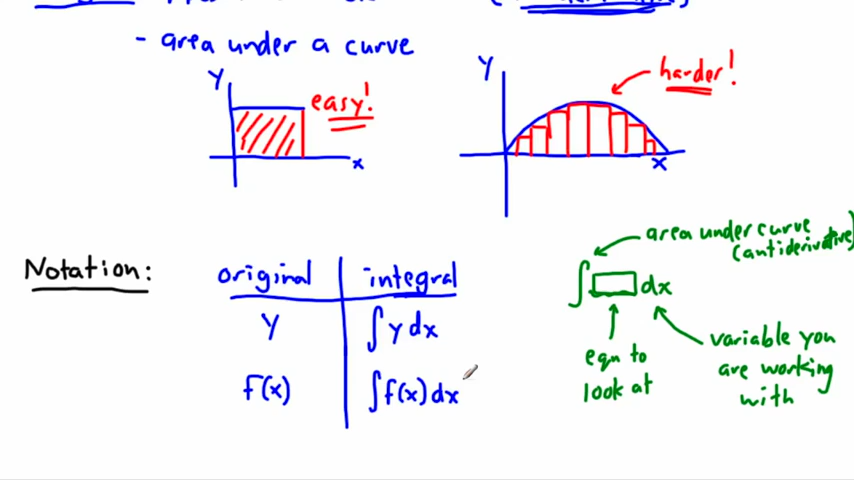 - area under a curve
y
easy!
x
y
harder!
x
Notation:
original
integral
y
∫ y dx
f(x)
∫ f(x) dx
area under curve
(antiderivative)
∫ dx
eqn to
look at
variable you
are working
with